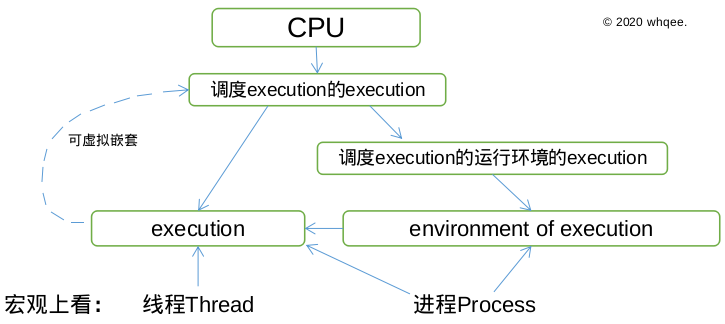 CPU
© 2020 whqee.
调度execution的execution
可虚拟嵌套
调度execution的运行环境的execution
execution
environment of execution
宏观上看： 线程Thread 进程Process